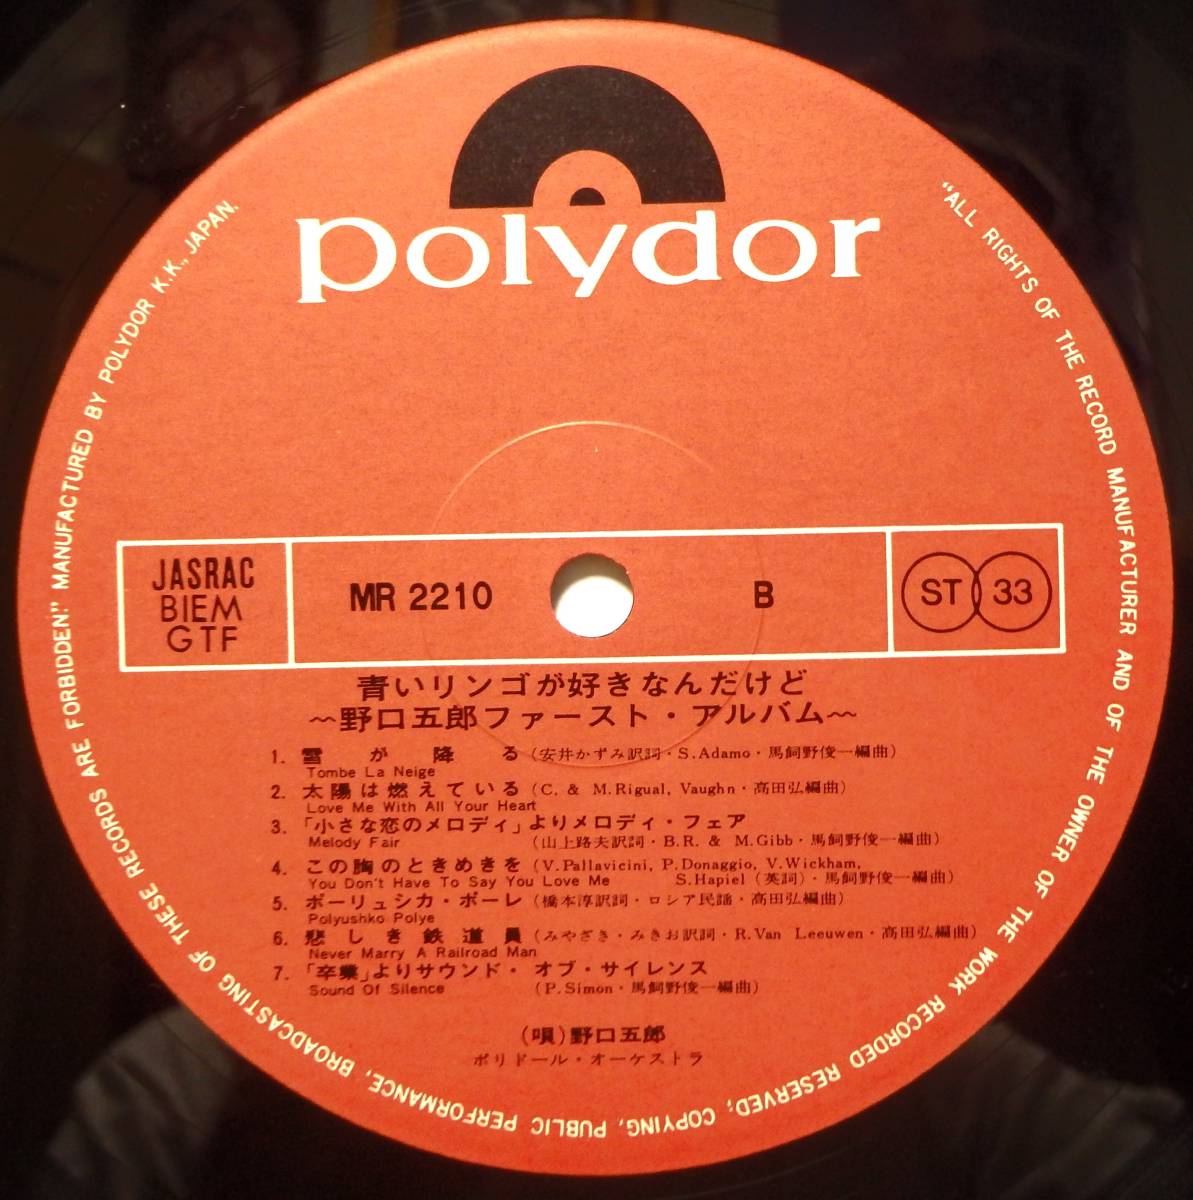 polydor
"ALL RIGHTS OF THE RECORD MANUFACTURER AND OF THE OWNER OF THE WORK RECORDED RESERVED; COPYING, PUBLIC PERFORMANCE, BROADCASTING OF THESE RECORDS ARE FORBIDDEN." MANUFACTURED BY POLYDOR K.K., JAPAN.
JASRAC
BIEM
GTF
MR 2210
B
ST 33
青いリンゴが好きなんだけど
～野口五郎ファースト・アルバム～
1. 雪が降る (安井かずみ訳詞・S.Adamo・馬飼野俊一編曲)
Tombe La Neige
2. 太陽は燃えている (C. & M.Rigual, Vaughn・高田弘編曲)
Love Me With All Your Heart
3. 「小さな恋のメロディ」よりメロディ・フェア
Melody Fair (山上路夫訳詞・B.R. & M.Gibb・馬飼野俊一編曲)
4. この胸のときめきを (V.Pallavicini, P.Donaggio, V.Wickham,
You Don't Have To Say You Love Me S.Hapiel (英詞)・馬飼野俊一編曲)
5. ポーリュシカ・ポーレ (橋本淳訳詞・ロシア民謡・高田弘編曲)
Polyushko Polye
6. 悲しき鉄道員 (みやざき・みきお訳詞・R.Van Leeuwen・高田弘編曲)
Never Marry A Railroad Man
7. 「卒業」よりサウンド・オブ・サイレンス
Sound Of Silence (P.Simon・馬飼野俊一編曲)
(唄)野口五郎
ポリドール・オーケストラ